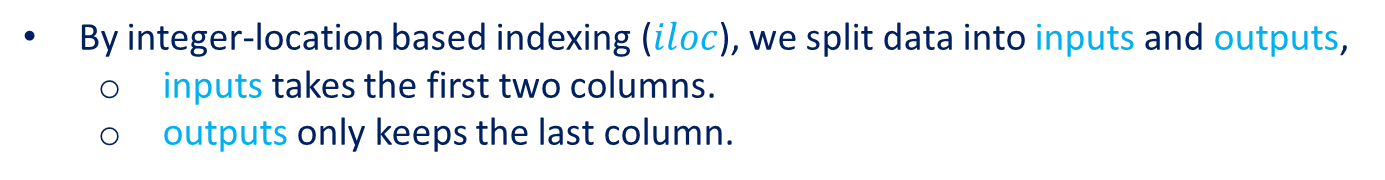 • By integer-location based indexing (iloc), we split data into inputs and outputs,
o inputs takes the first two columns.
o outputs only keeps the last column.